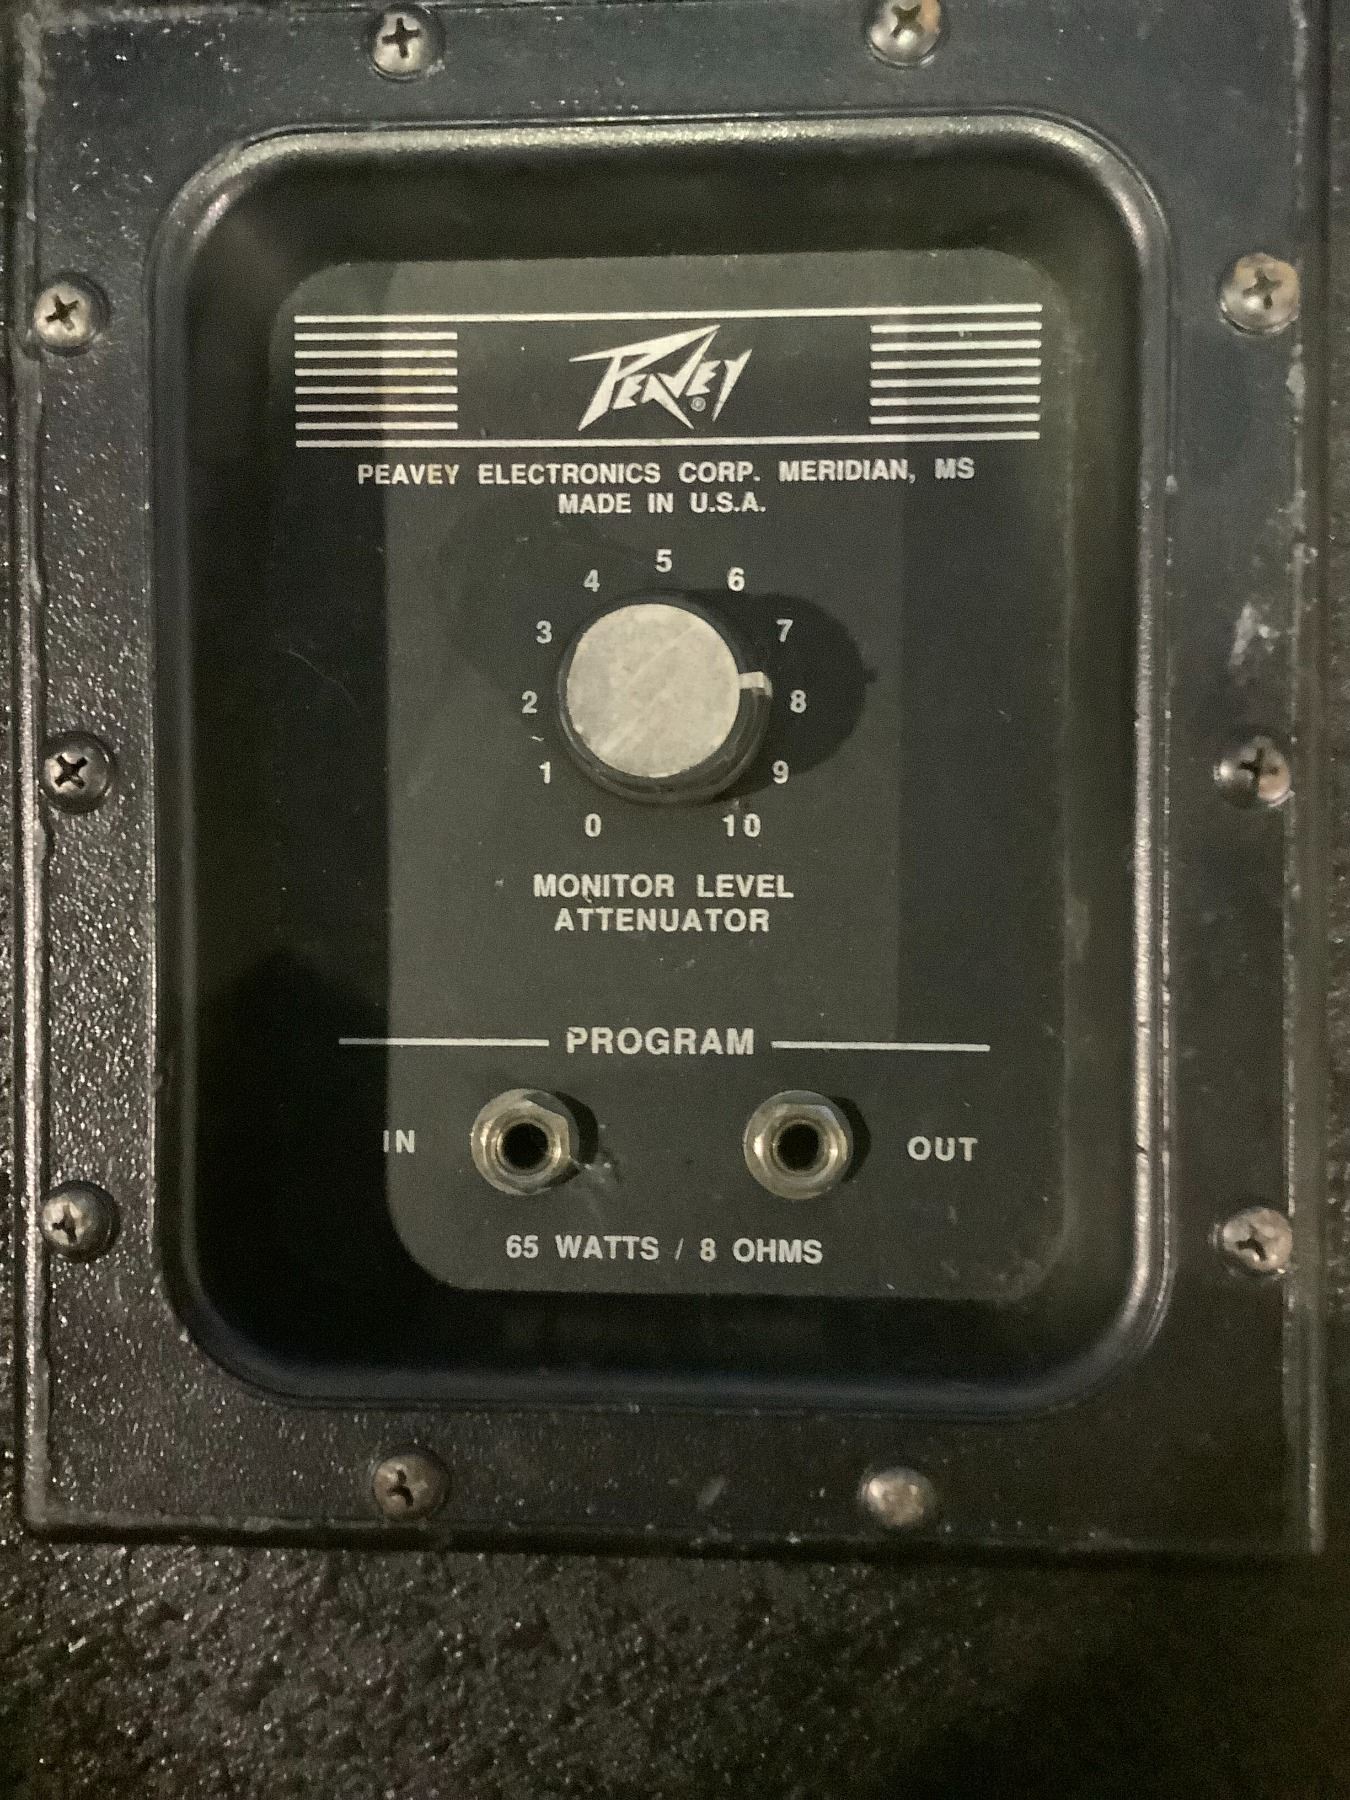 PEAVEY®
PEAVEY ELECTRONICS CORP. MERIDIAN, MS
MADE IN U.S.A.
5
4 6
3 7
2 8
1 9
0 10
MONITOR LEVEL
ATTENUATOR
PROGRAM
IN OUT
65 WATTS / 8 OHMS